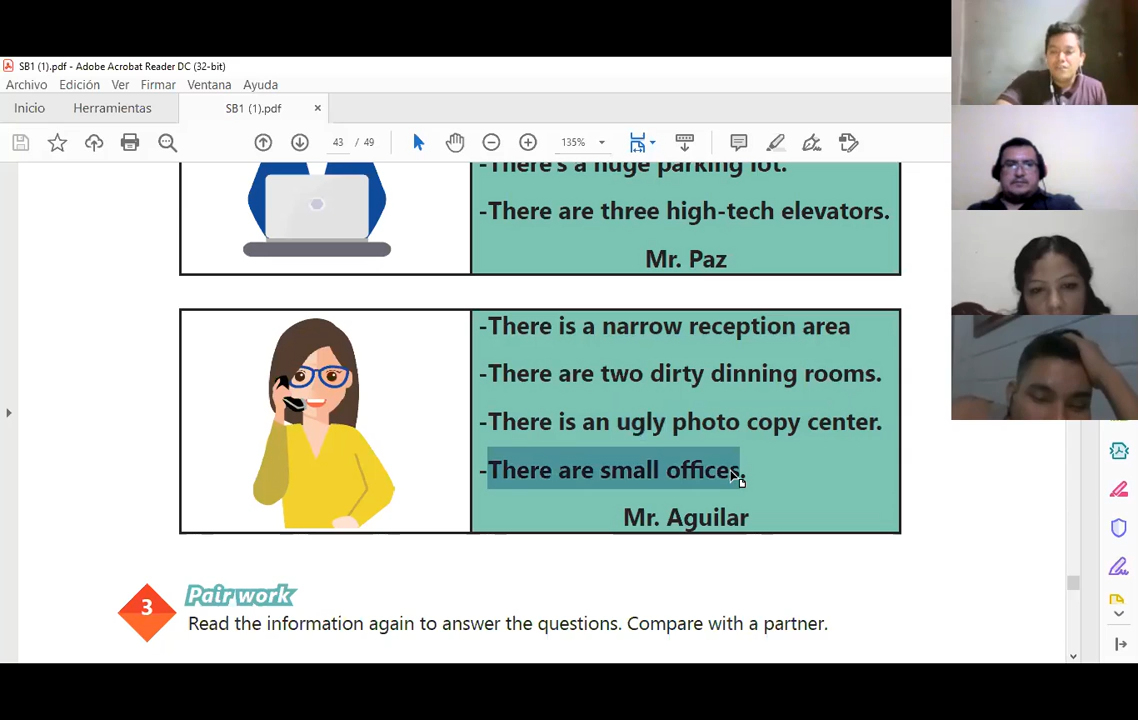 SB1 (1).pdf - Adobe Acrobat Reader DC (32-bit)
Archivo Edición Ver Firmar Ventana Ayuda
Inicio Herramientas SB1 (1).pdf ×
43 / 49 135%
-There's a huge parking lot.
-There are three high-tech elevators.
Mr. Paz
-There is a narrow reception area
-There are two dirty dinning rooms.
-There is an ugly photo copy center.
-There are small offices.
Mr. Aguilar
3 Pair work
Read the information again to answer the questions. Compare with a partner.